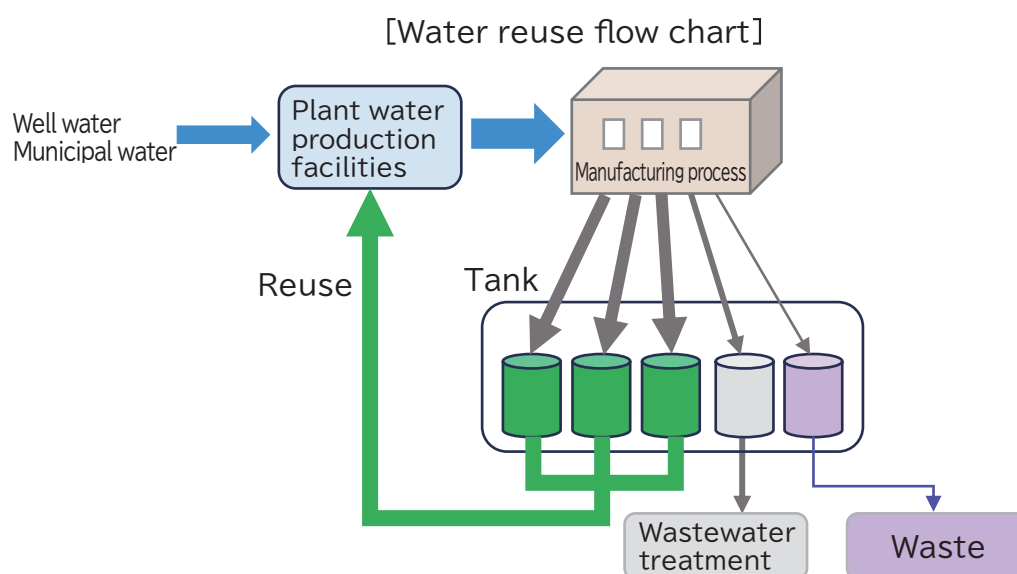 [Water reuse flow chart]
Well water
Municipal water
Plant water
production
facilities
Manufacturing process
Reuse
Tank
Wastewater
treatment
Waste